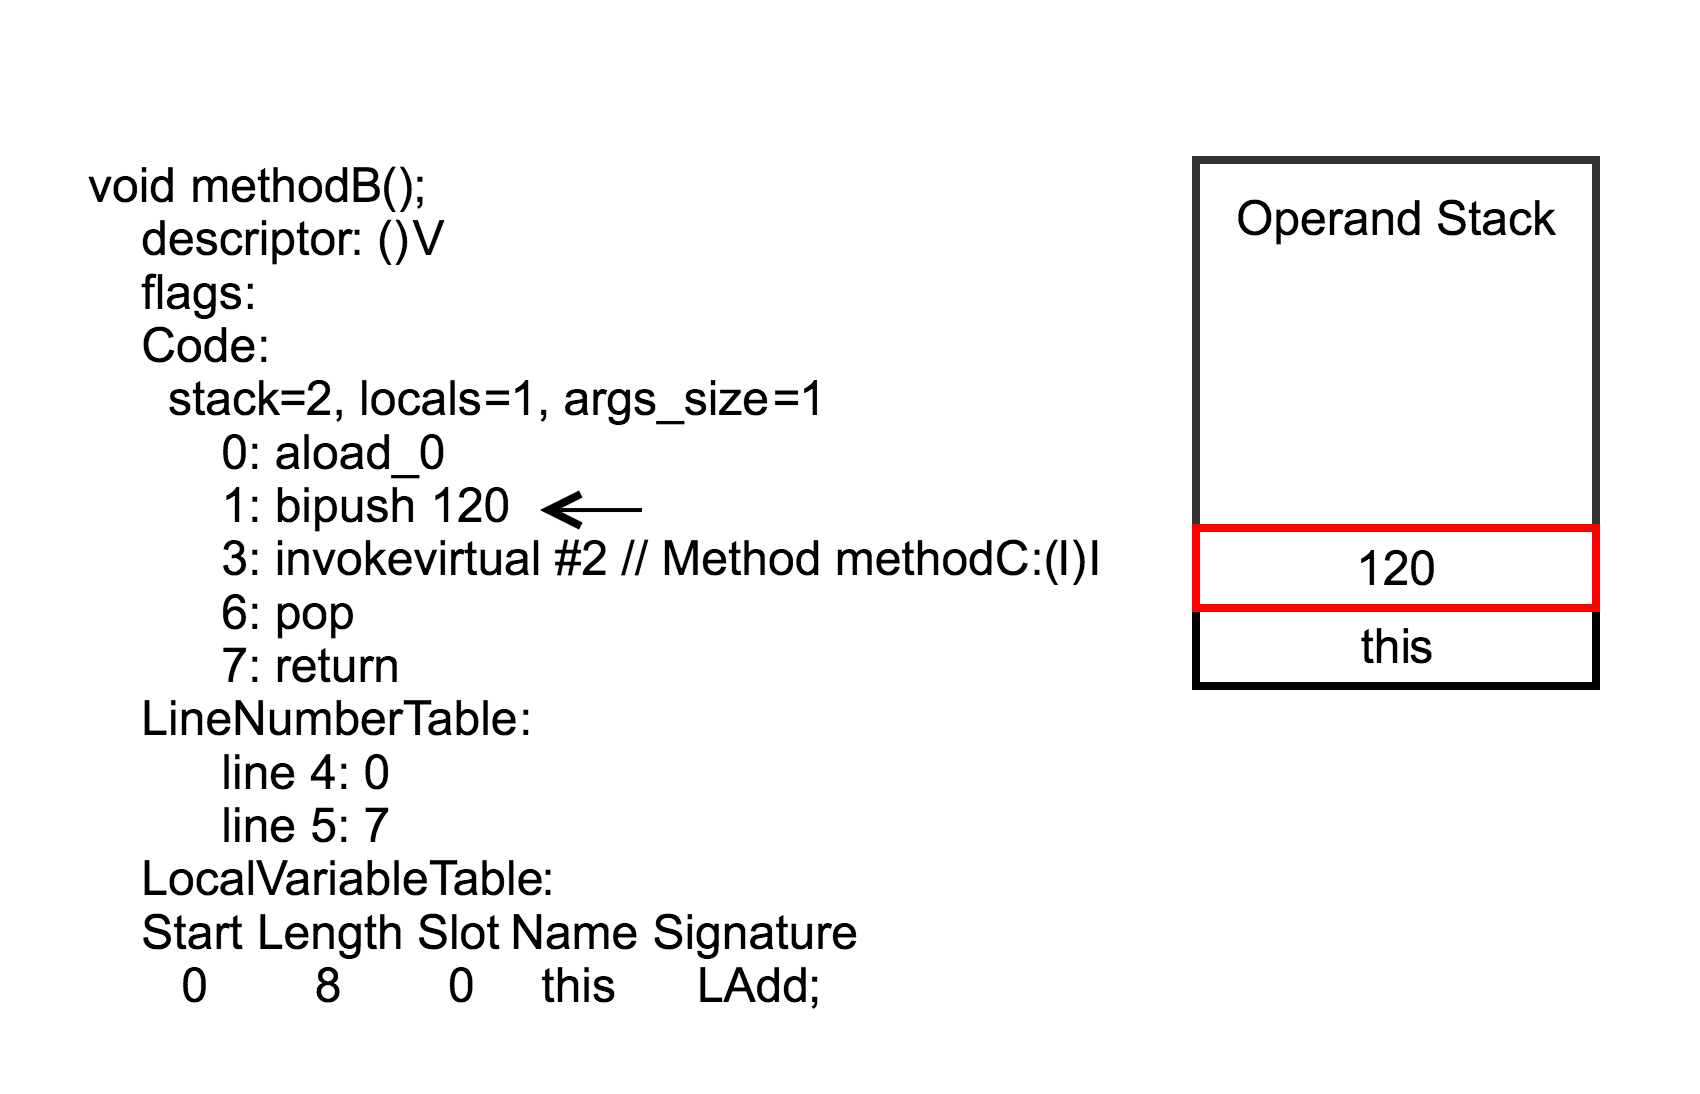 void methodB();
descriptor: ()V
flags:
Code:
stack=2, locals=1, args_size=1
0: aload_0
1: bipush 120
3: invokevirtual #2 // Method methodC:(I)I
6: pop
7: return
LineNumberTable:
line 4: 0
line 5: 7
LocalVariableTable:
Start Length Slot Name Signature
0 8 0 this LAdd;
Operand Stack
120
this